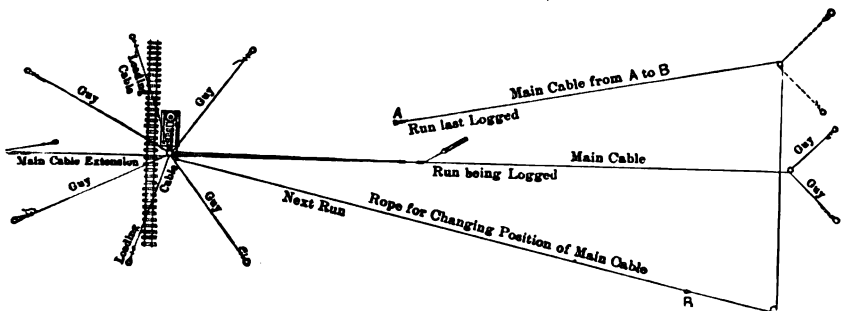 Loading
Cable
Guy
Guy
Main Cable from A to B
A
Run last Logged
Main Cable Extension
Main Cable
Guy
Run being Logged
Guy
Cable
Guy
Guy
Next Run
Rope for Changing Position of Main Cable
Loading
B